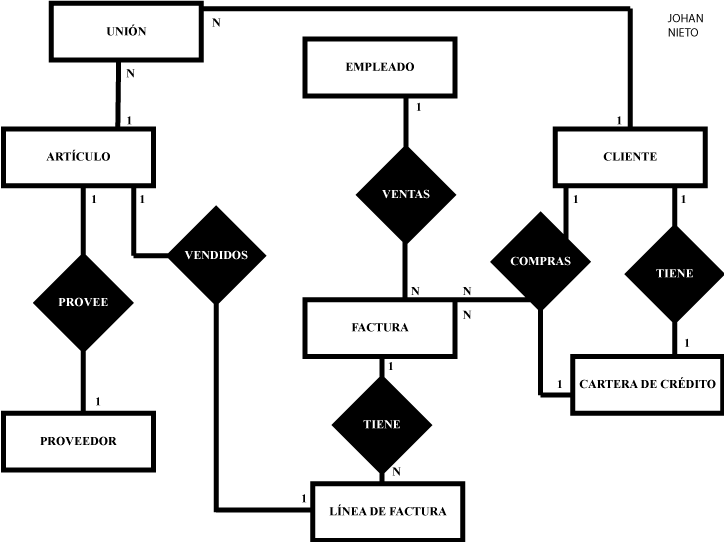 JOHAN
NIETO
UNIÓN
N
N
EMPLEADO
1
1
1
ARTÍCULO
CLIENTE
1
1
VENTAS
1
1
VENDIDOS
COMPRAS
TIENE
PROVEE
N
N
FACTURA
N
1
1
1
CARTERA DE CRÉDITO
1
1
TIENE
PROVEEDOR
N
1
LÍNEA DE FACTURA